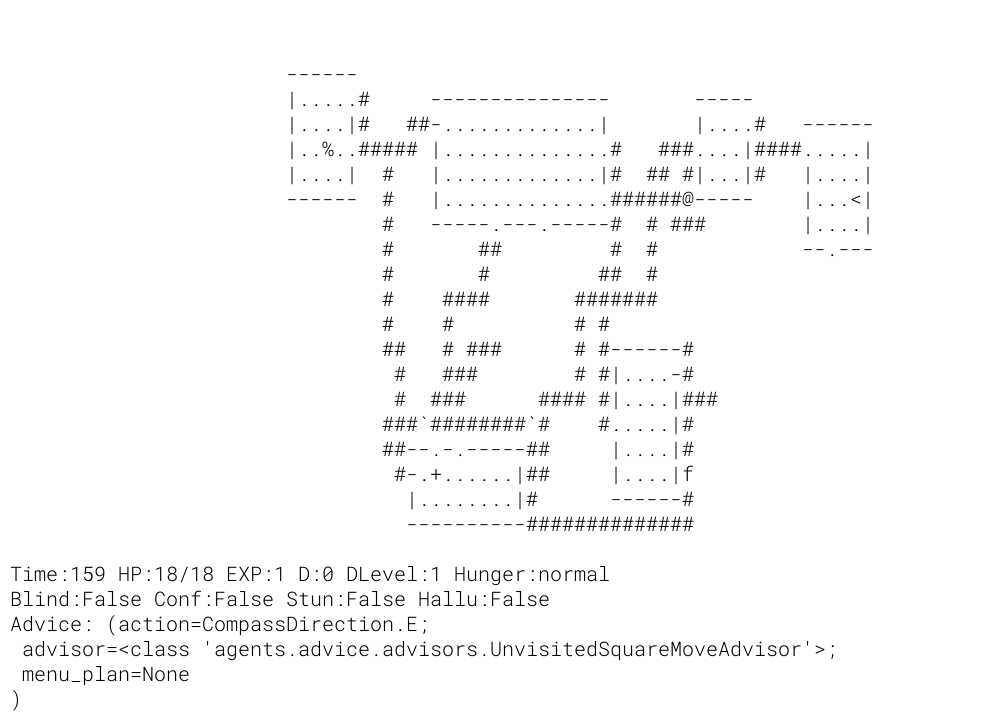 ------
                       |.....#     ---------------       -----
                       |....|#   ##-.............|       |....#   ------
                       |..%..##### |..............#   ###....|####.....|
                       |....|  #   |.............|#  ## #|...|#   |....|
                       ------  #   |..............######@-----    |...<|
                               #   -----.---.-----#  # ###        |....|
                               #       ##         #  #            --.---
                               #       #         ##  #
                               #    ####       #######
                               #    #          # #
                               ##   # ###      # #------#
                                #   ###        # #|....-#
                                #  ###      #### #|....|###
                               ###`########`#    #.....|#
                               ##--.-.-----##     |....|#
                                #-.+......|##     |....|f
                                 |........|#      ------#
                                 ----------##############
Time:159 HP:18/18 EXP:1 D:0 DLevel:1 Hunger:normal
Blind:False Conf:False Stun:False Hallu:False
Advice: (action=CompassDirection.E;
 advisor=<class 'agents.advice.advisors.UnvisitedSquareMoveAdvisor'>;
 menu_plan=None
)